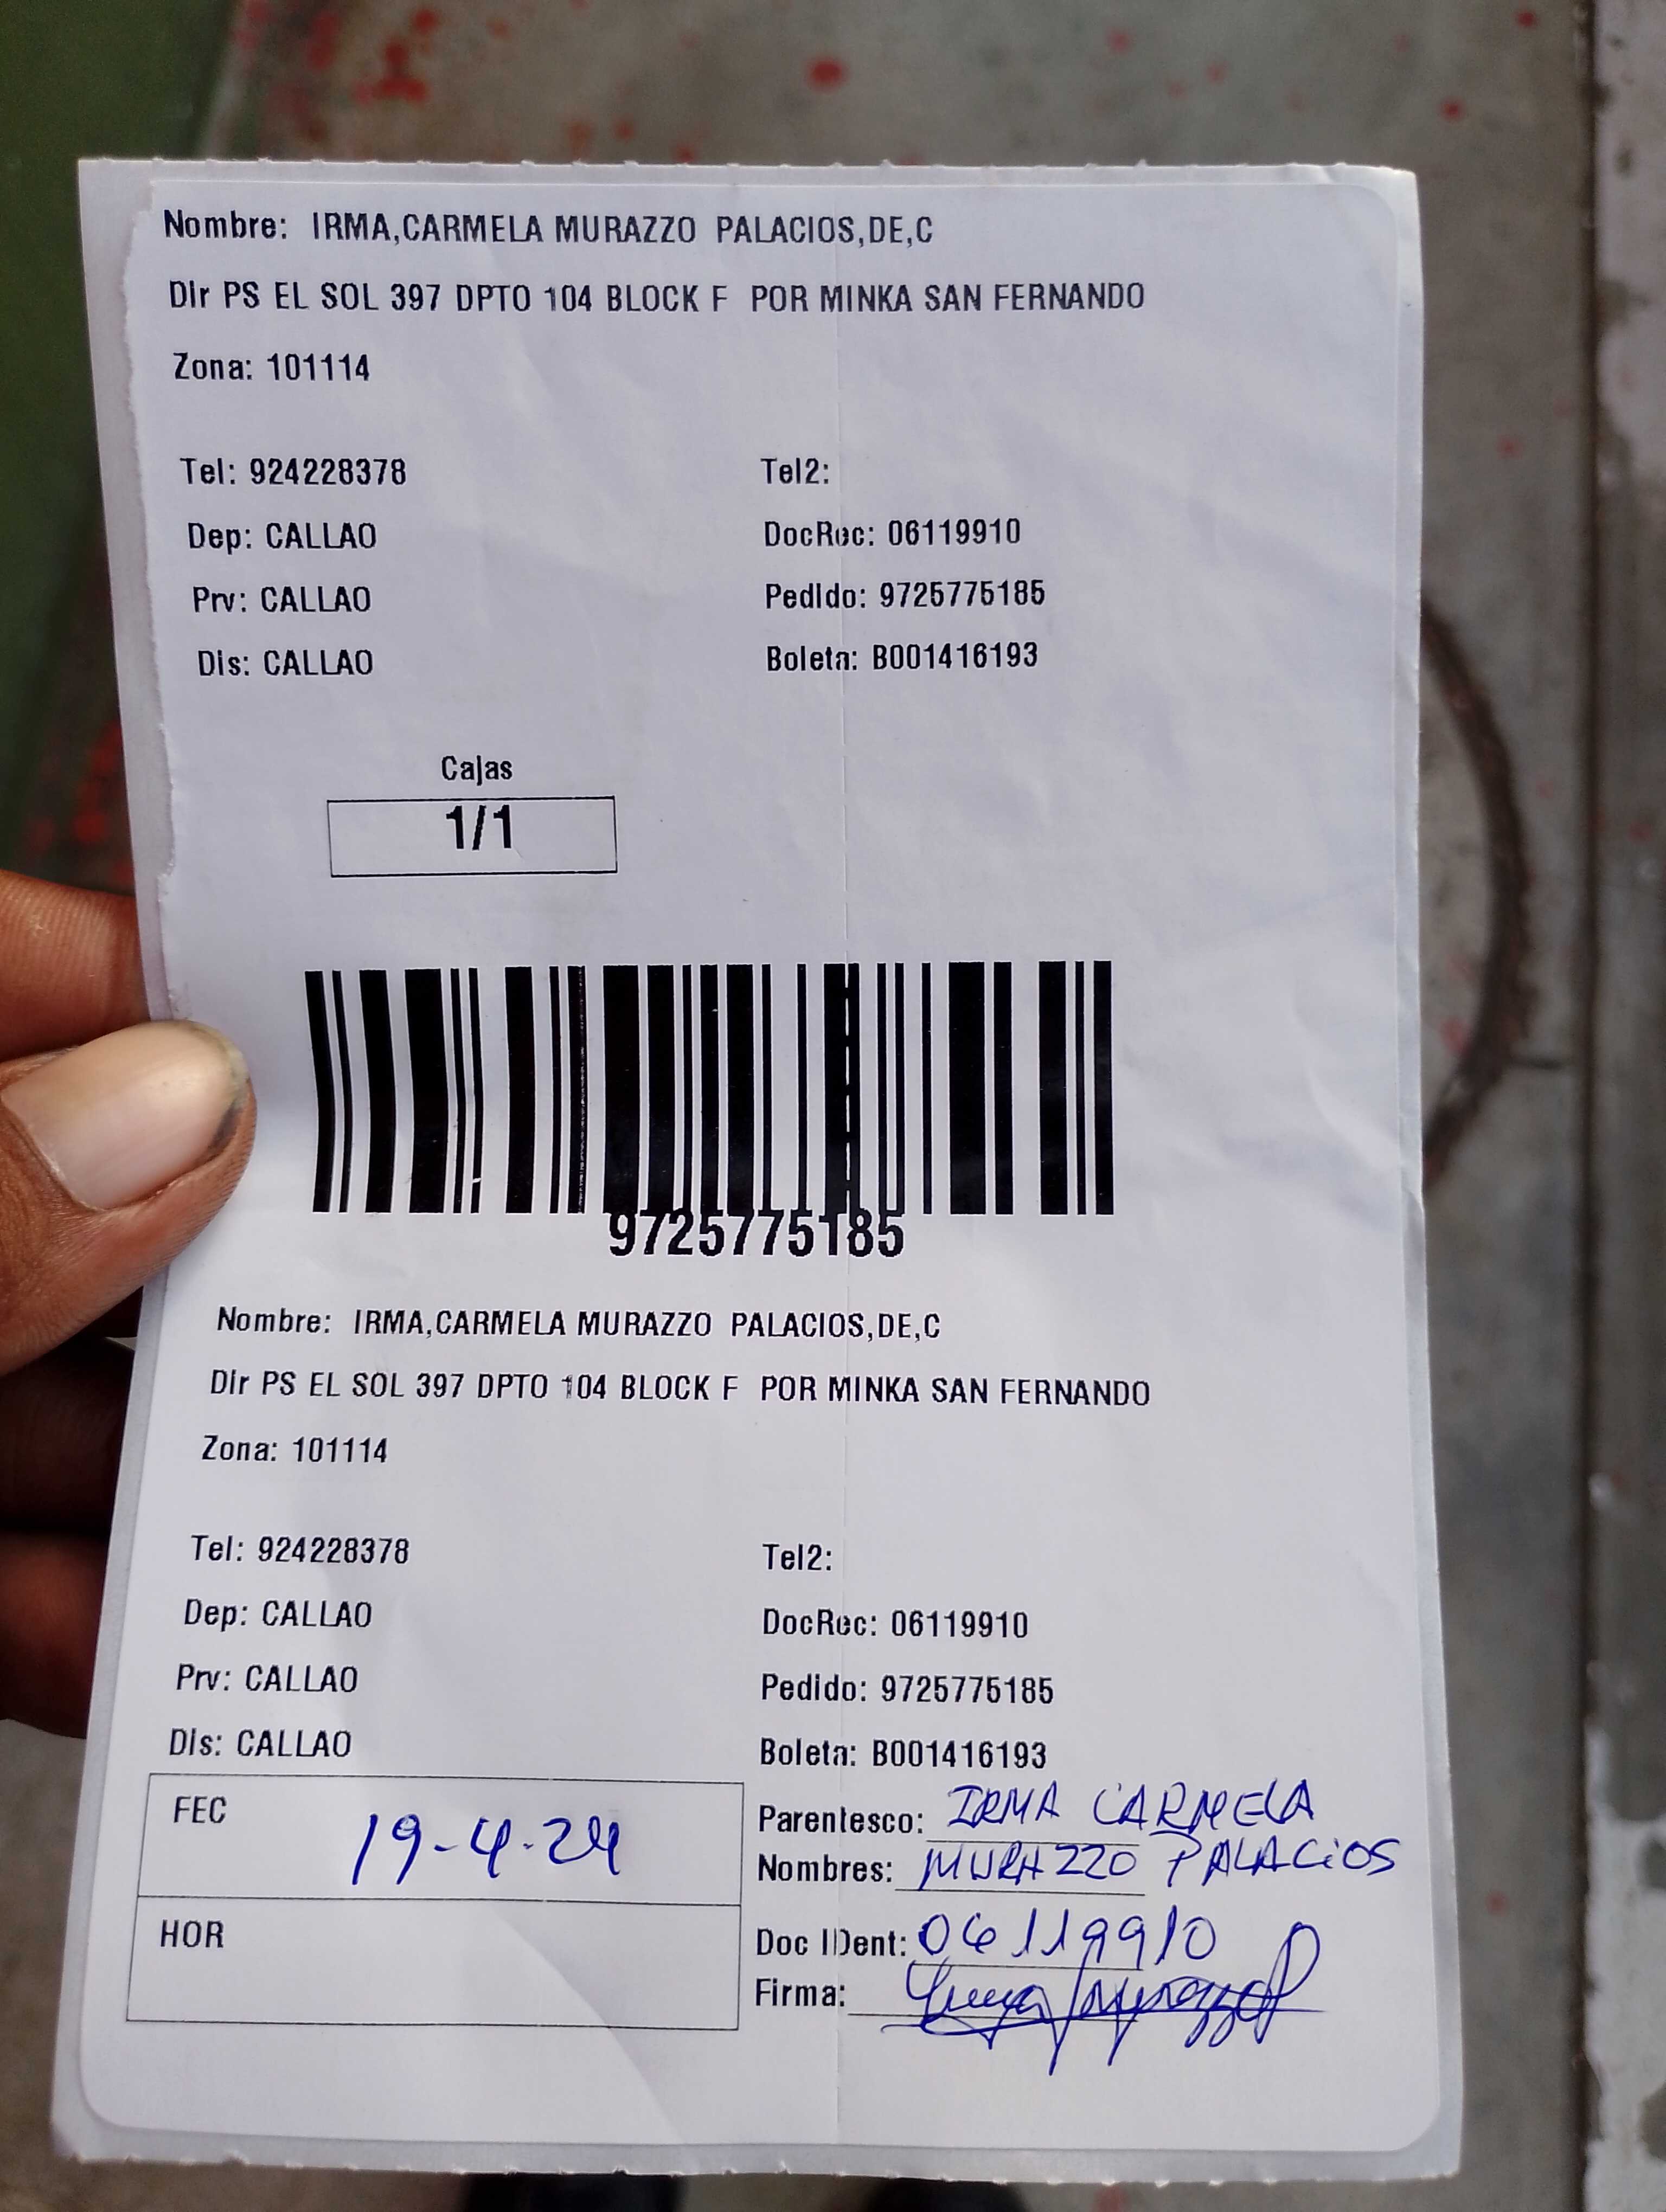 Nombre: IRMA,CARMELA MURAZZO PALACIOS,DE,C
Dir PS EL SOL 397 DPTO 104 BLOCK F POR MINKA SAN FERNANDO
Zona: 101114
Tel: 924228378 Tel2:
Dep: CALLAO DocRec: 06119910
Prv: CALLAO Pedido: 9725775185
Dis: CALLAO Boleta: B001416193
Cajas
1/1
9725775185
Nombre: IRMA,CARMELA MURAZZO PALACIOS,DE,C
Dir PS EL SOL 397 DPTO 104 BLOCK F POR MINKA SAN FERNANDO
Zona: 101114
Tel: 924228378 Tel2:
Dep: CALLAO DocRec: 06119910
Prv: CALLAO Pedido: 9725775185
Dis: CALLAO Boleta: B001416193
FEC 19-4-24 Parentesco: IRMA CARMELA
Nombres: MURAZZO PALACIOS
HOR Doc IDent: 06119910
Firma: